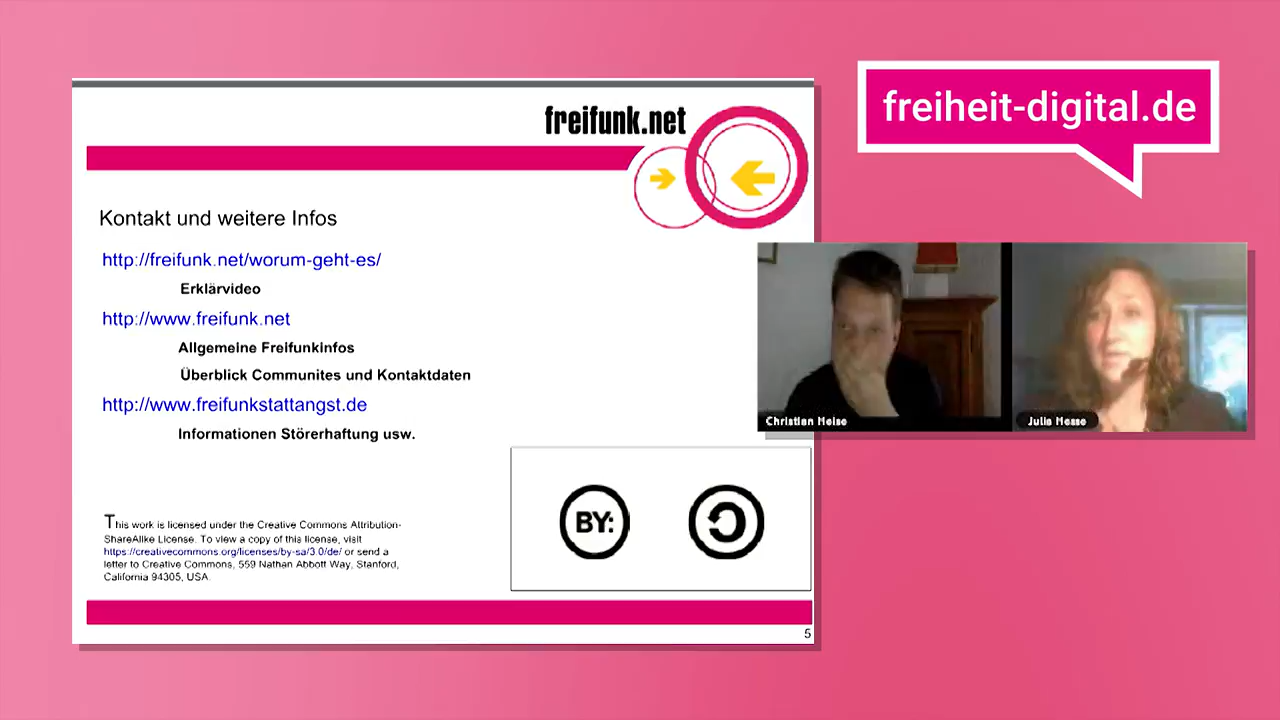 freifunk.net
freiheit-digital.de
Kontakt und weitere Infos
http://freifunk.net/worum-geht-es/
Erklärvideo
http://www.freifunk.net
Allgemeine Freifunkinfos
Überblick Communites und Kontaktdaten
http://www.freifunkstattangst.de
Informationen Störerhaftung usw.
Christian Heise
Julia Hesse
BY:
This work is licensed under the Creative Commons Attribution-
ShareAlike License. To view a copy of this license, visit
https://creativecommons.org/licenses/by-sa/3.0/de/ or send a
letter to Creative Commons, 559 Nathan Abbott Way, Stanford,
California 94305, USA.
5